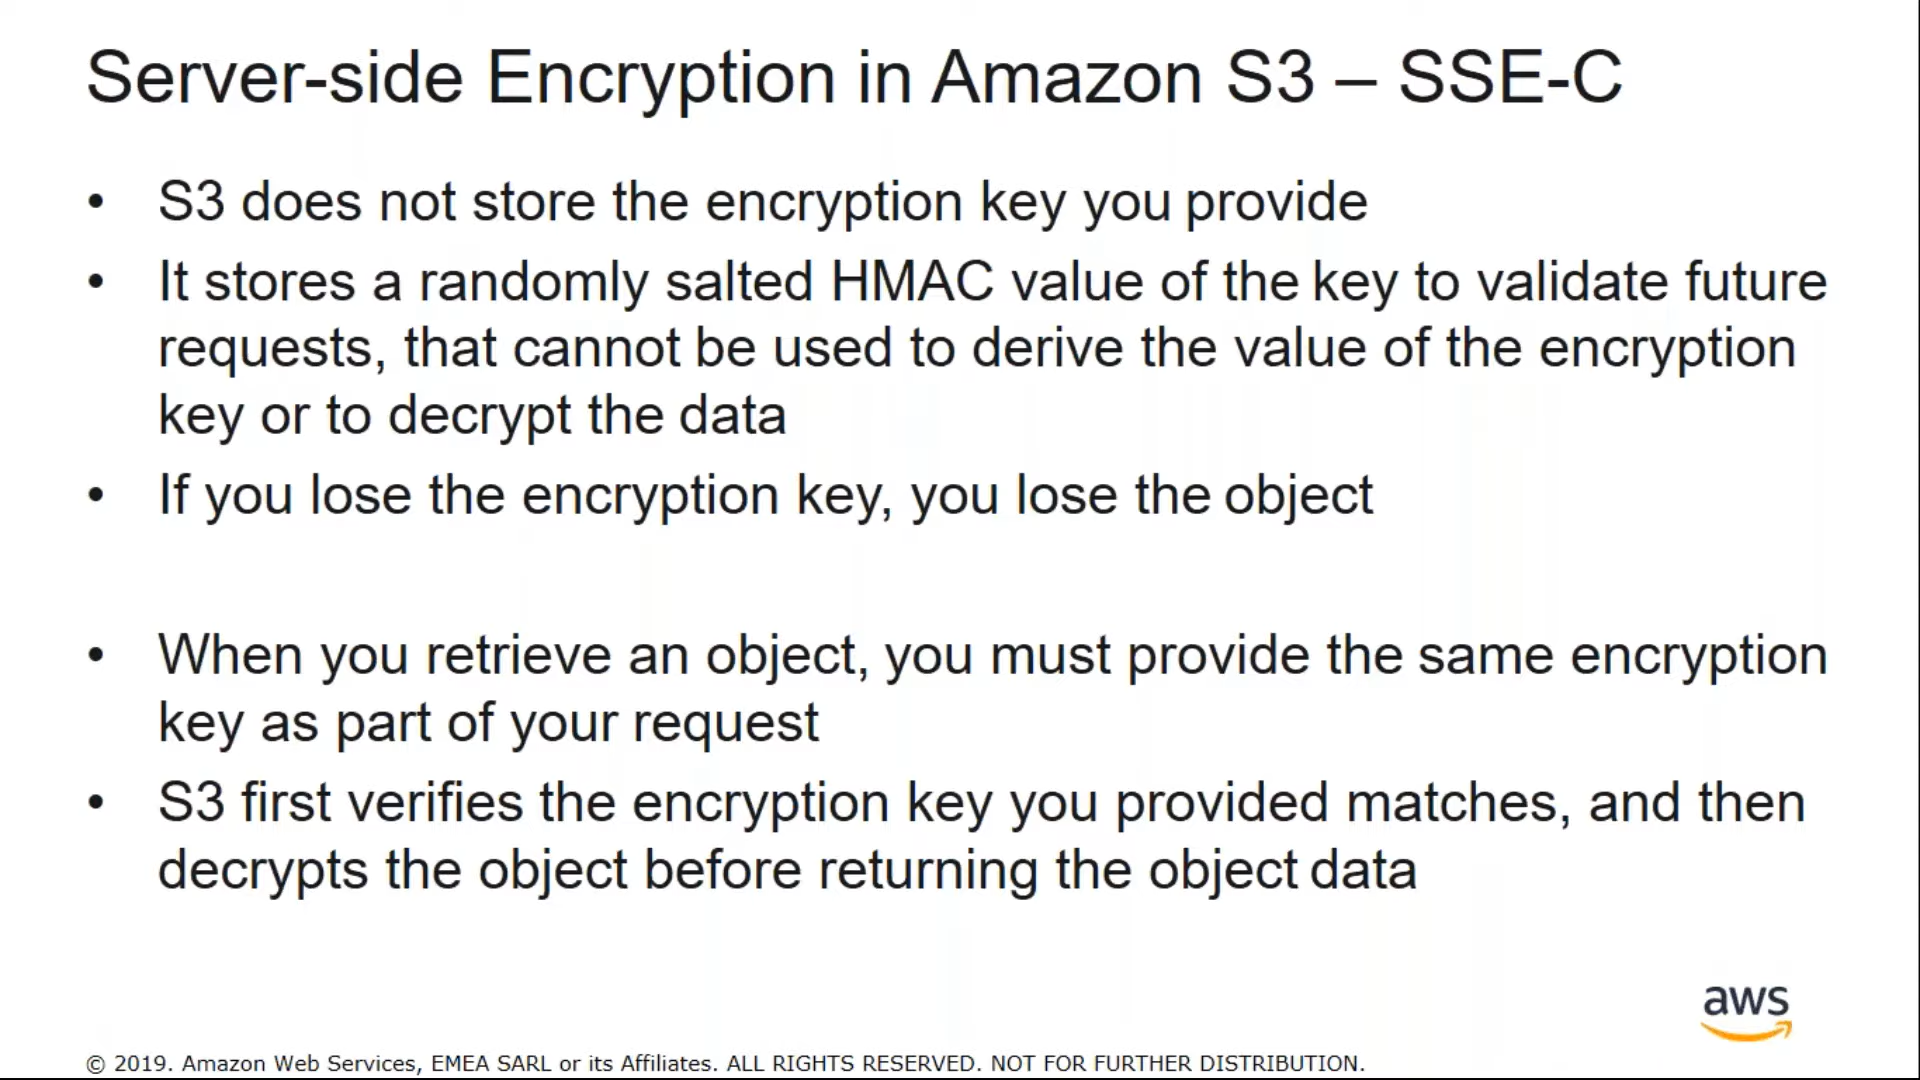 Server-side Encryption in Amazon S3 – SSE-C
• S3 does not store the encryption key you provide
• It stores a randomly salted HMAC value of the key to validate future
requests, that cannot be used to derive the value of the encryption
key or to decrypt the data
• If you lose the encryption key, you lose the object
• When you retrieve an object, you must provide the same encryption
key as part of your request
• S3 first verifies the encryption key you provided matches, and then
decrypts the object before returning the object data
aws
© 2019. Amazon Web Services, EMEA SARL or its Affiliates. ALL RIGHTS RESERVED. NOT FOR FURTHER DISTRIBUTION.